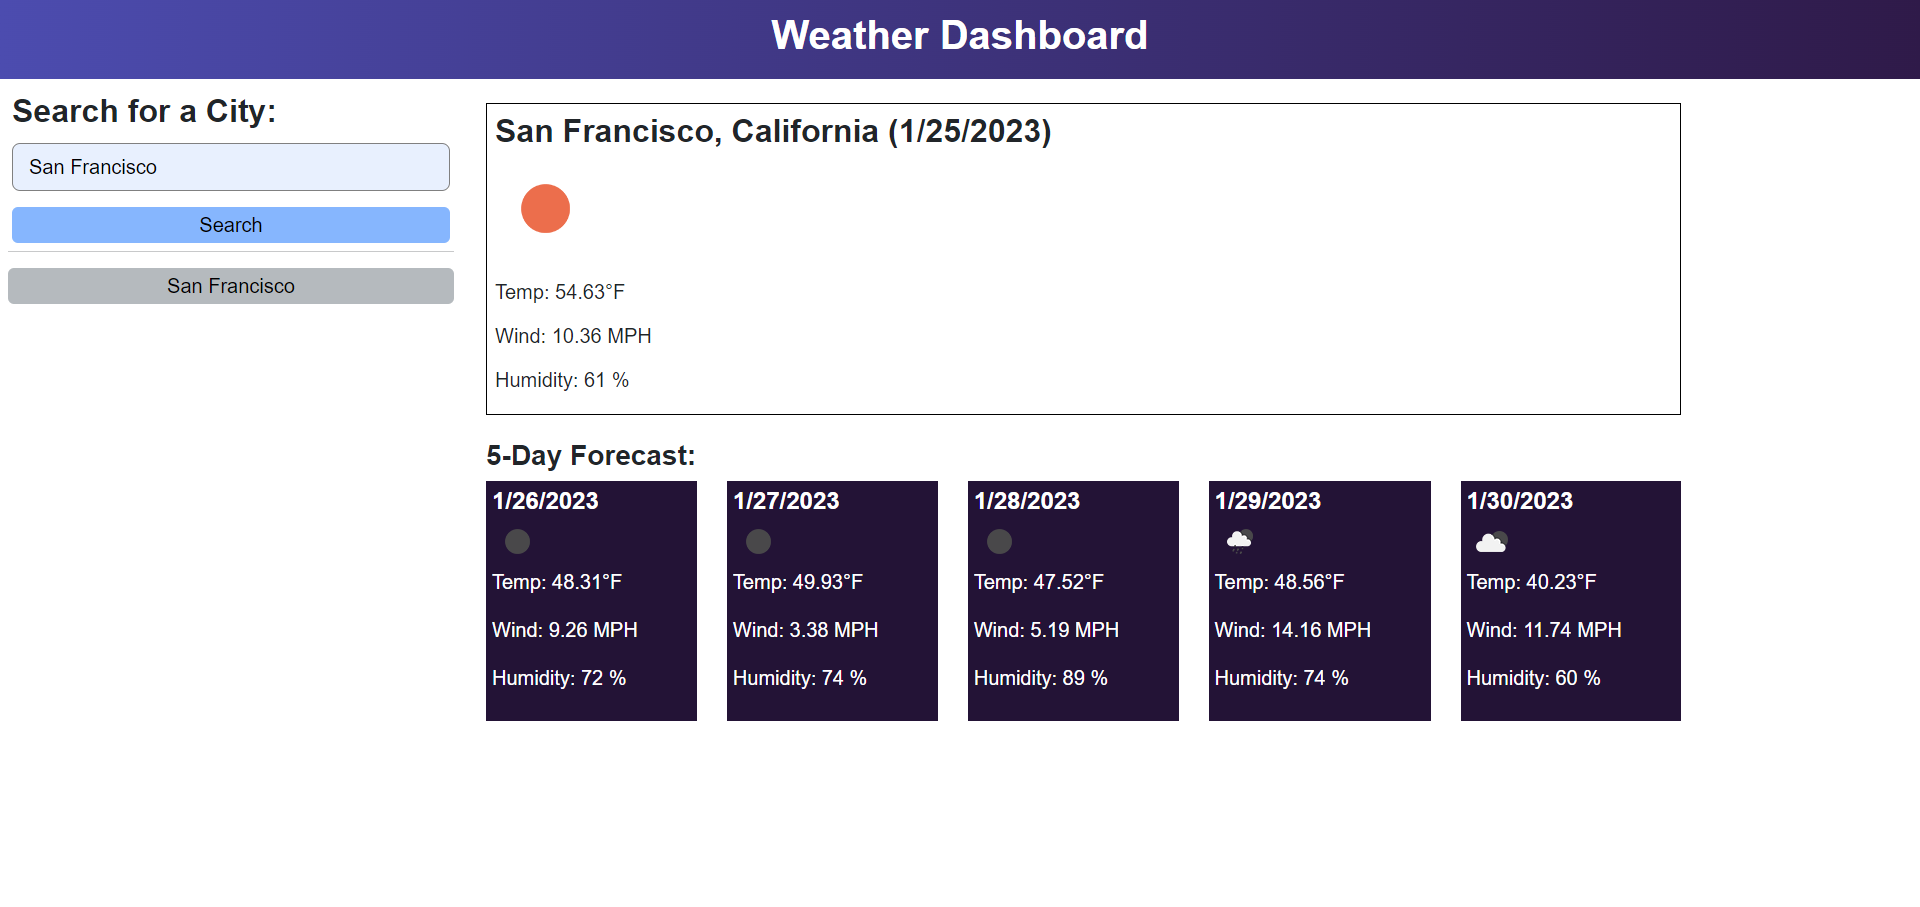 Weather Dashboard
Search for a City:
San Francisco
Search
San Francisco
San Francisco, California (1/25/2023)
Temp: 54.63°F
Wind: 10.36 MPH
Humidity: 61 %
5-Day Forecast:
1/26/2023
Temp: 48.31°F
Wind: 9.26 MPH
Humidity: 72 %
1/27/2023
Temp: 49.93°F
Wind: 3.38 MPH
Humidity: 74 %
1/28/2023
Temp: 47.52°F
Wind: 5.19 MPH
Humidity: 89 %
1/29/2023
Temp: 48.56°F
Wind: 14.16 MPH
Humidity: 74 %
1/30/2023
Temp: 40.23°F
Wind: 11.74 MPH
Humidity: 60 %